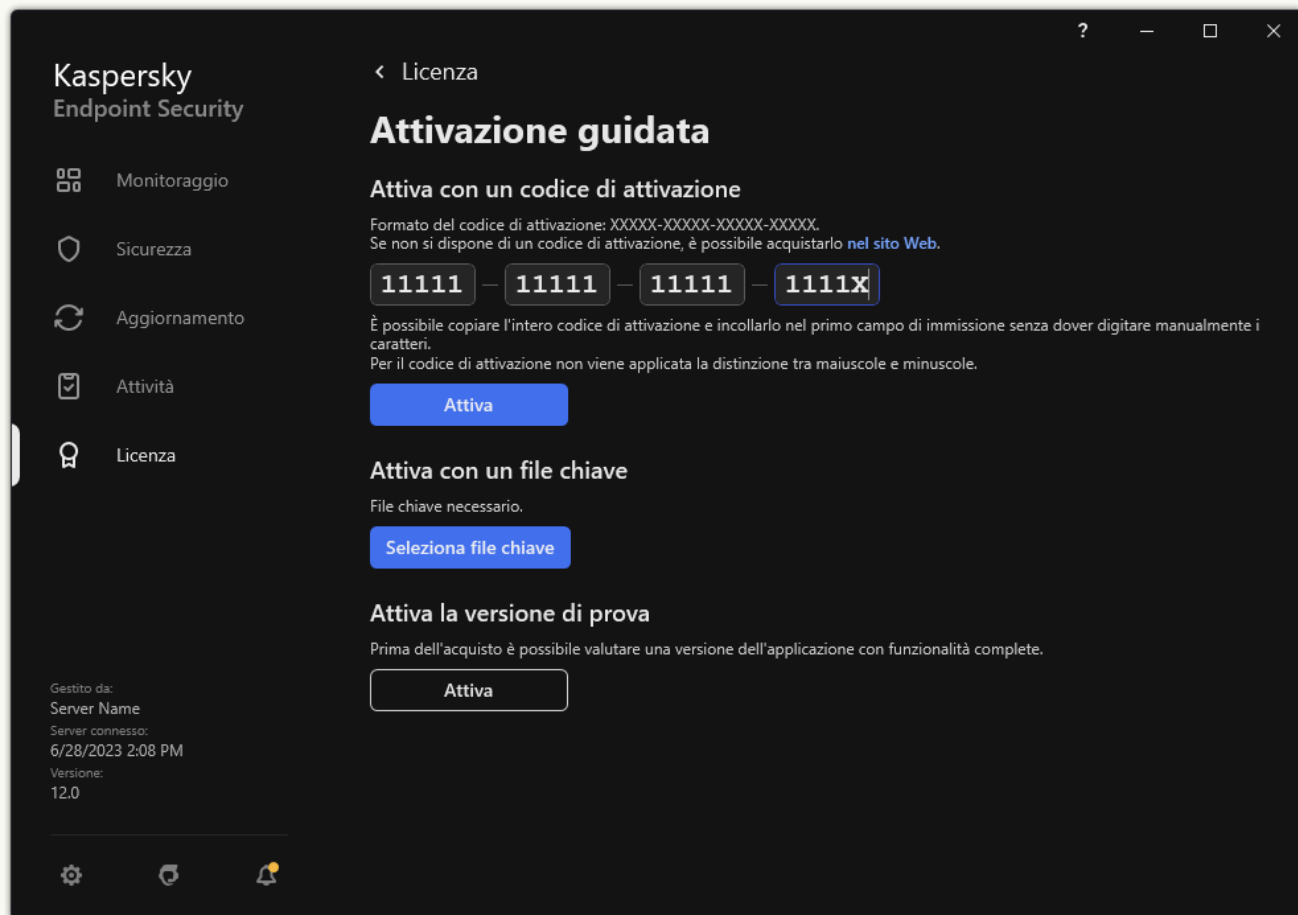 ?
Kaspersky
Endpoint Security
Monitoraggio
Sicurezza
Aggiornamento
Attività
Licenza
Gestito da:
Server Name
Server connesso:
6/28/2023 2:08 PM
Versione:
12.0
Licenza
Attivazione guidata
Attiva con un codice di attivazione
Formato del codice di attivazione: XXXXX-XXXXX-XXXXX-XXXXX.
Se non si dispone di un codice di attivazione, è possibile acquistarlo nel sito Web.
11111 — 11111 — 11111 — 1111X
È possibile copiare l'intero codice di attivazione e incollarlo nel primo campo di immissione senza dover digitare manualmente i
caratteri.
Per il codice di attivazione non viene applicata la distinzione tra maiuscole e minuscole.
Attiva
Attiva con un file chiave
File chiave necessario.
Seleziona file chiave
Attiva la versione di prova
Prima dell'acquisto è possibile valutare una versione dell'applicazione con funzionalità complete.
Attiva